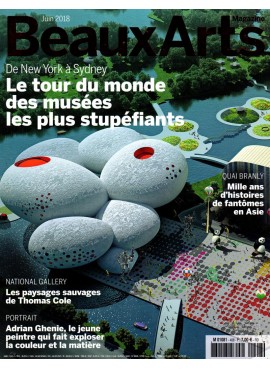 Juin 2018
BeauxArts
Magazine
De New York à Sydney
Le tour du monde
des musées
les plus stupéfiants
QUAI BRANLY
Mille ans
d'histoires
de fantômes
en Asie
NATIONAL GALLERY
Les paysages sauvages
de Thomas Cole
PORTRAIT
Adrian Ghenie, le jeune
peintre qui fait exploser
la couleur et la matière